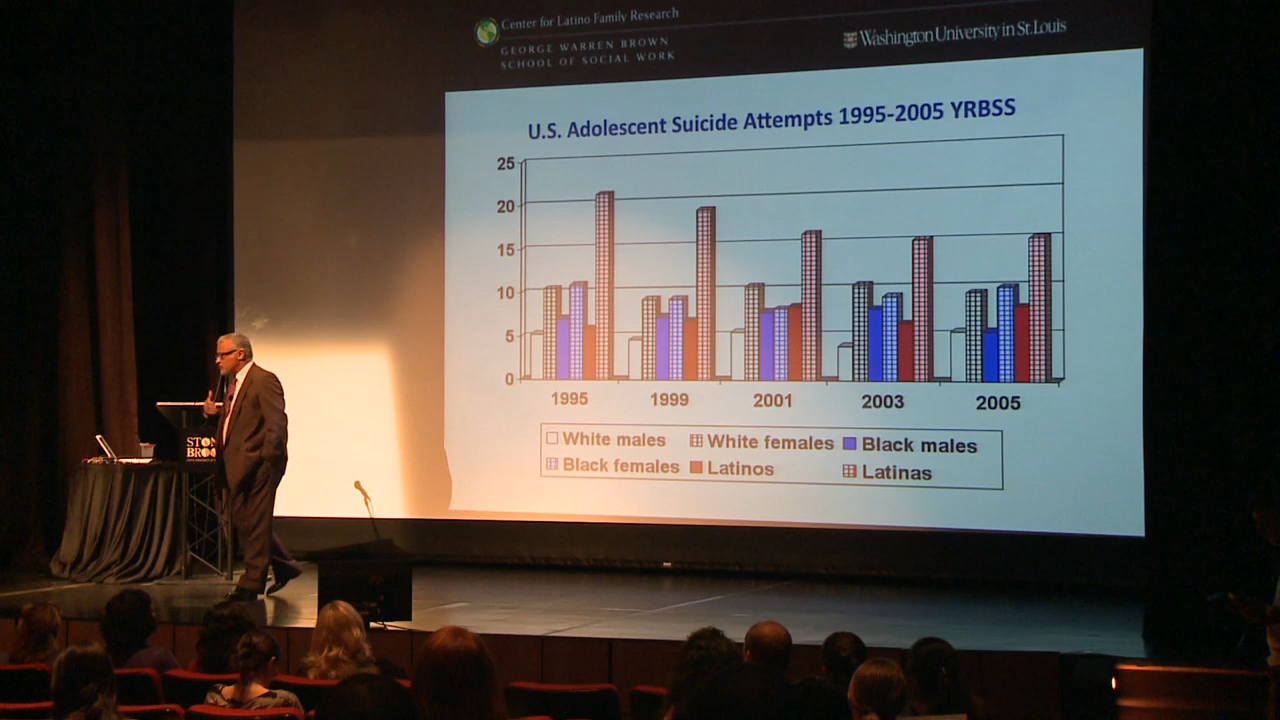 Center for Latino Family Research
GEORGE WARREN BROWN
SCHOOL OF SOCIAL WORK
Washington University in St. Louis
U.S. Adolescent Suicide Attempts 1995-2005 YRBSS
25
20
15
10
5
0
1995 1999 2001 2003 2005
White males White females Black males
Black females Latinos Latinas
STON
BRO